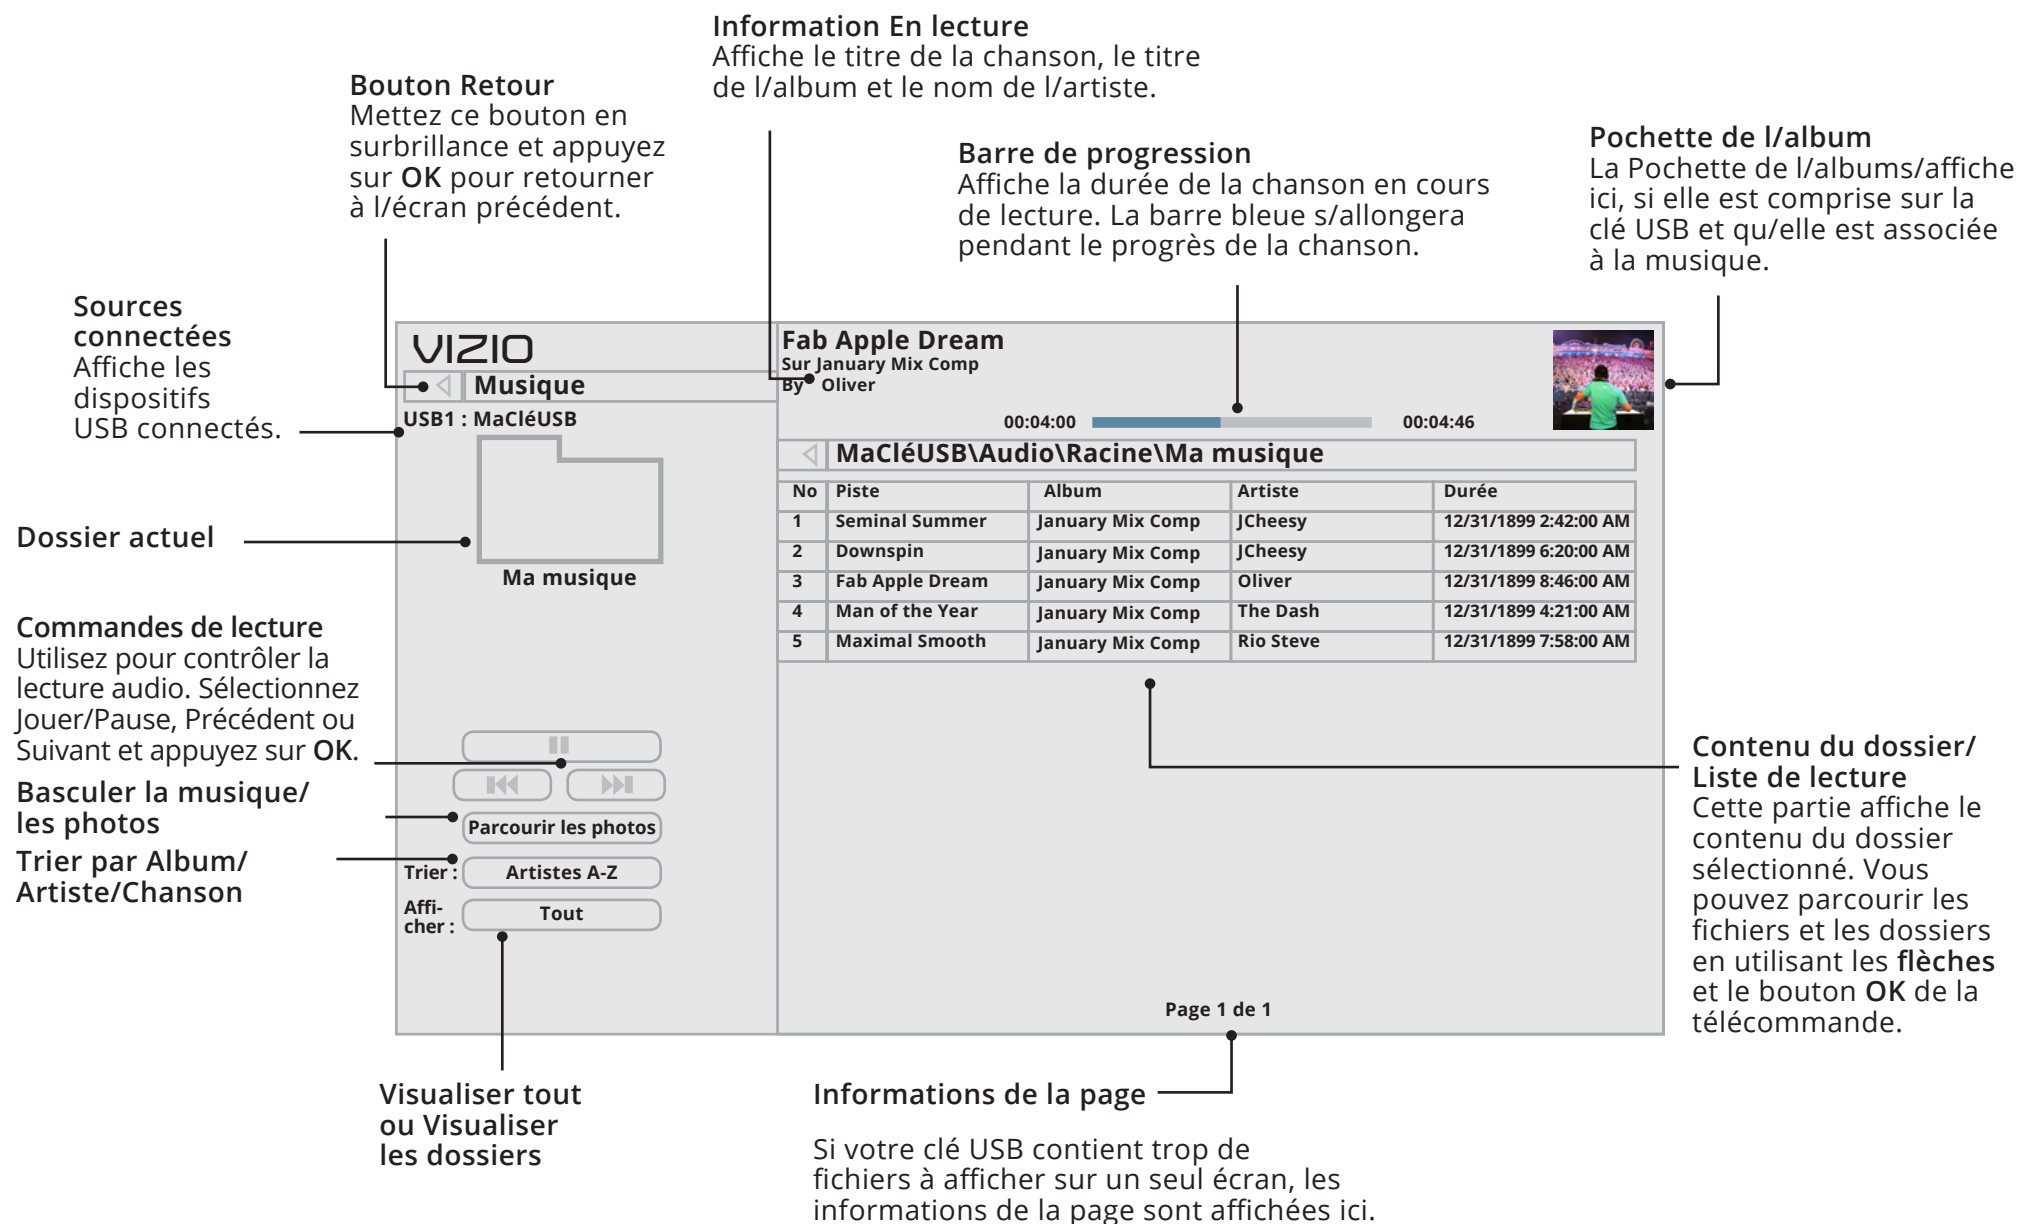 Information En lecture
Affiche le titre de la chanson, le titre
de l/album et le nom de l/artiste.
Bouton Retour
Mettez ce bouton en
surbrillance et appuyez
sur OK pour retourner
à l/écran précédent.
Barre de progression
Affiche la durée de la chanson en cours
de lecture. La barre bleue s/allongera
pendant le progrès de la chanson.
Pochette de l/album
La Pochette de l/albums/affiche
ici, si elle est comprise sur la
clé USB et qu/elle est associée
à la musique.
Sources
connectées
Affiche les
dispositifs
USB connectés.
Dossier actuel
Commandes de lecture
Utilisez pour contrôler la
lecture audio. Sélectionnez
Jouer/Pause, Précédent ou
Suivant et appuyez sur OK.
Basculer la musique/
les photos
Trier par Album/
Artiste/Chanson
VIZIO
Musique
USB1 : MaCléUSB
Ma musique
Parcourir les photos
Trier : Artistes A-Z
Affi-
cher :
Tout
Fab Apple Dream
Sur January Mix Comp
By Oliver
00:04:00 00:04:46
MaCléUSB\Audio\Racine\Ma musique
No Piste Album Artiste Durée
1 Seminal Summer January Mix Comp JCheesy 12/31/1899 2:42:00 AM
2 Downspin January Mix Comp JCheesy 12/31/1899 6:20:00 AM
3 Fab Apple Dream January Mix Comp Oliver 12/31/1899 8:46:00 AM
4 Man of the Year January Mix Comp The Dash 12/31/1899 4:21:00 AM
5 Maximal Smooth January Mix Comp Rio Steve 12/31/1899 7:58:00 AM
Page 1 de 1
Contenu du dossier/
Liste de lecture
Cette partie affiche le
contenu du dossier
sélectionné. Vous
pouvez parcourir les
fichiers et les dossiers
en utilisant les flèches
et le bouton OK de la
télécommande.
Visualiser tout
ou Visualiser
les dossiers
Informations de la page
Si votre clé USB contient trop de
fichiers à afficher sur un seul écran, les
informations de la page sont affichées ici.